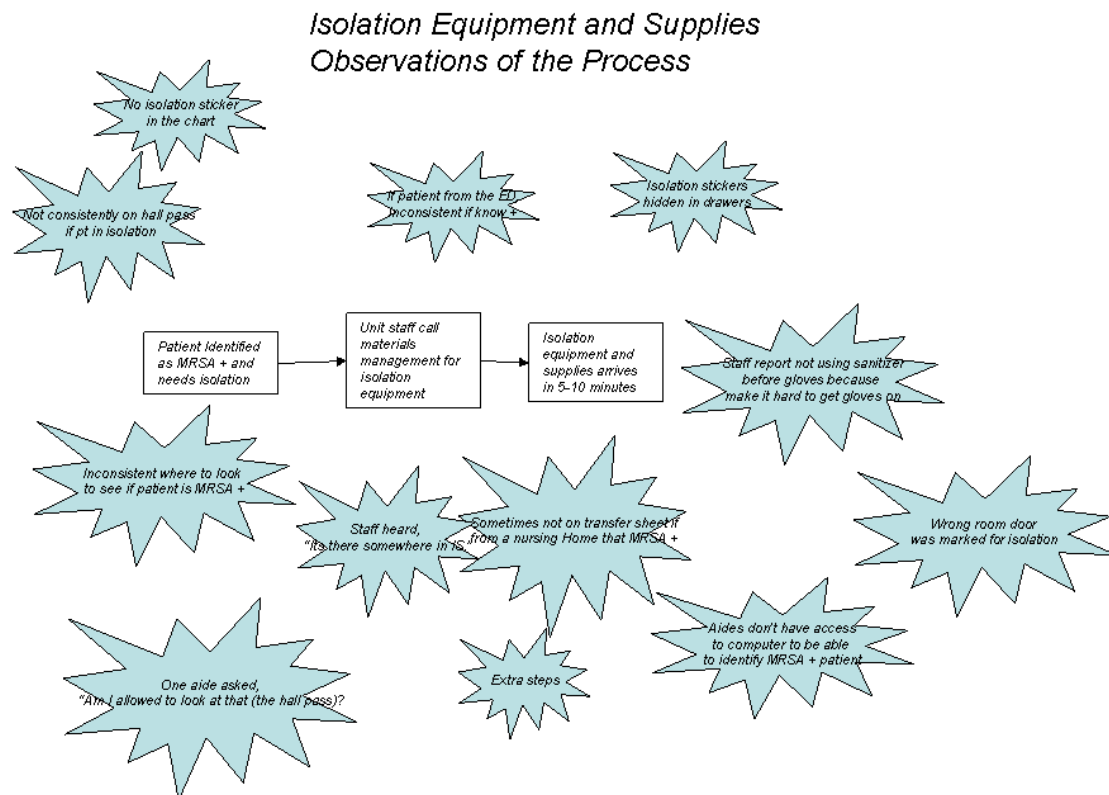 Isolation Equipment and Supplies
Observations of the Process
No isolation sticker
in the chart
Not consistently on hall pass
if pt in isolation
If patient from the ED
Inconsistent if know +
Isolation stickers
hidden in drawers
Patient Identified
as MRSA + and
needs isolation
Unit staff call
materials
management for
isolation
equipment
Isolation
equipment and
supplies arrives
in 5-10 minutes
Staff report not using sanitizer
before gloves because
make it hard to get gloves on
Inconsistent where to look
to see if patient is MRSA +
Staff heard,
"Its there somewhere in IS."
Sometimes not on transfer sheet if
from a nursing Home that MRSA +
Wrong room door
was marked for isolation
One aide asked,
"Am I allowed to look at that (the hall pass)?
Extra steps
Aides don't have access
to computer to be able
to identify MRSA + patient